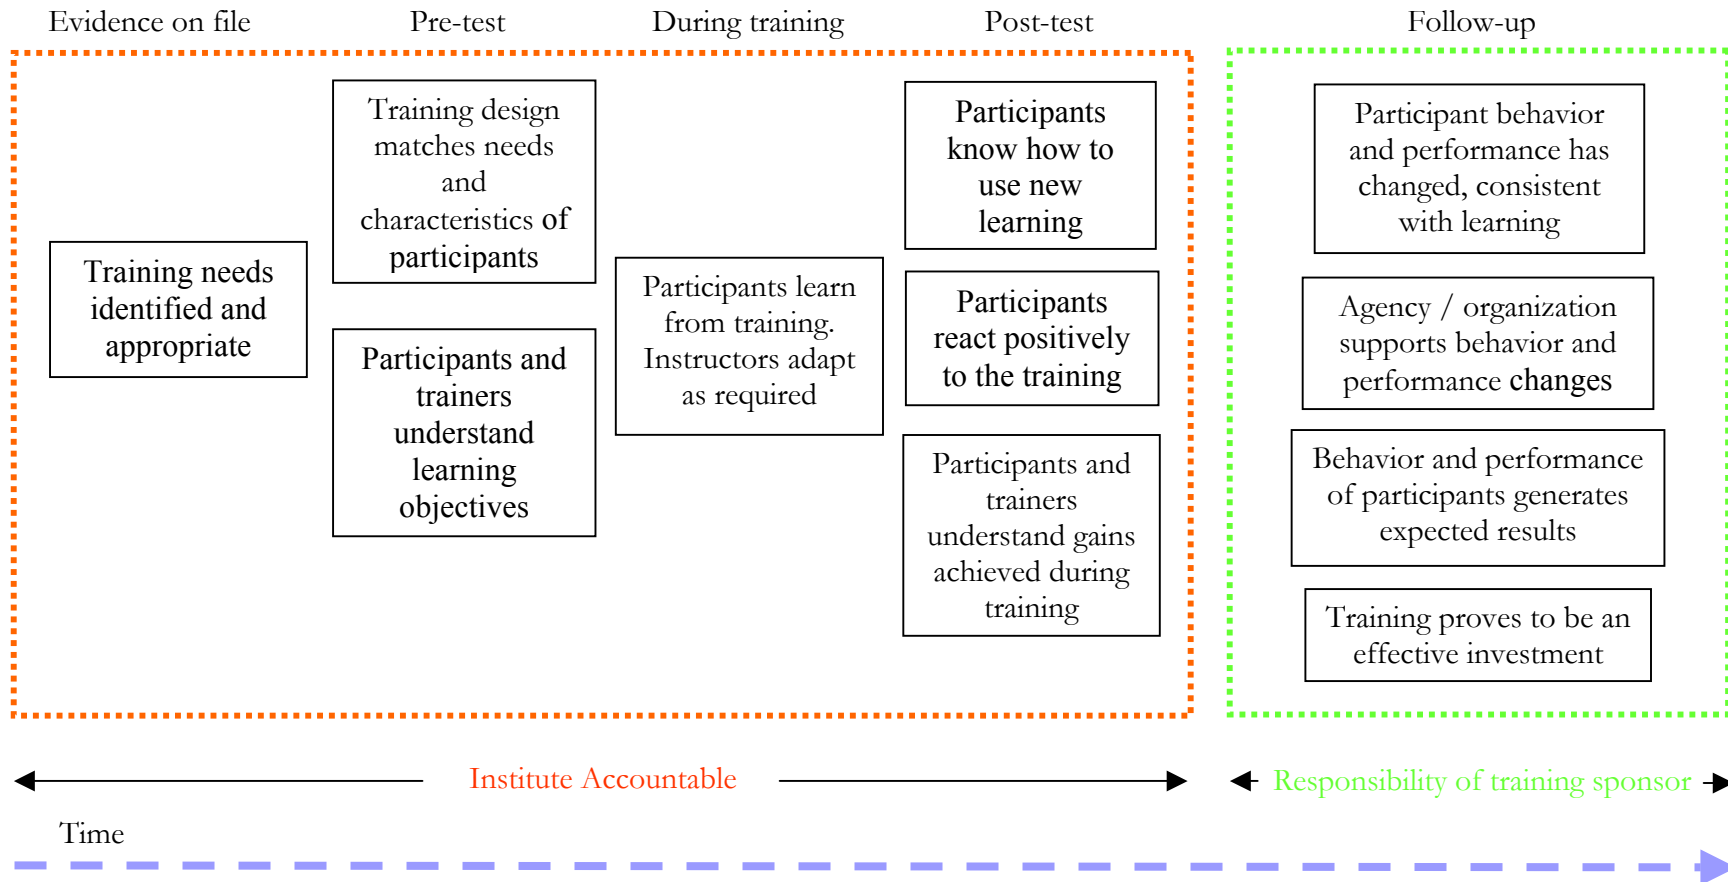 Evidence on file
Pre-test
During training
Post-test
Follow-up
Training needs
identified and
appropriate
Training design
matches needs
and
characteristics of
participants
Participants and
trainers
understand
learning
objectives
Participants learn
from training.
Instructors adapt
as required
Participants
know how to
use new
learning
Participants
react positively
to the training
Participants and
trainers
understand gains
achieved during
training
Participant behavior
and performance has
changed, consistent
with learning
Agency / organization
supports behavior and
performance changes
Behavior and performance
of participants generates
expected results
Training proves to be an
effective investment
Institute Accountable
Responsibility of training sponsor
Time